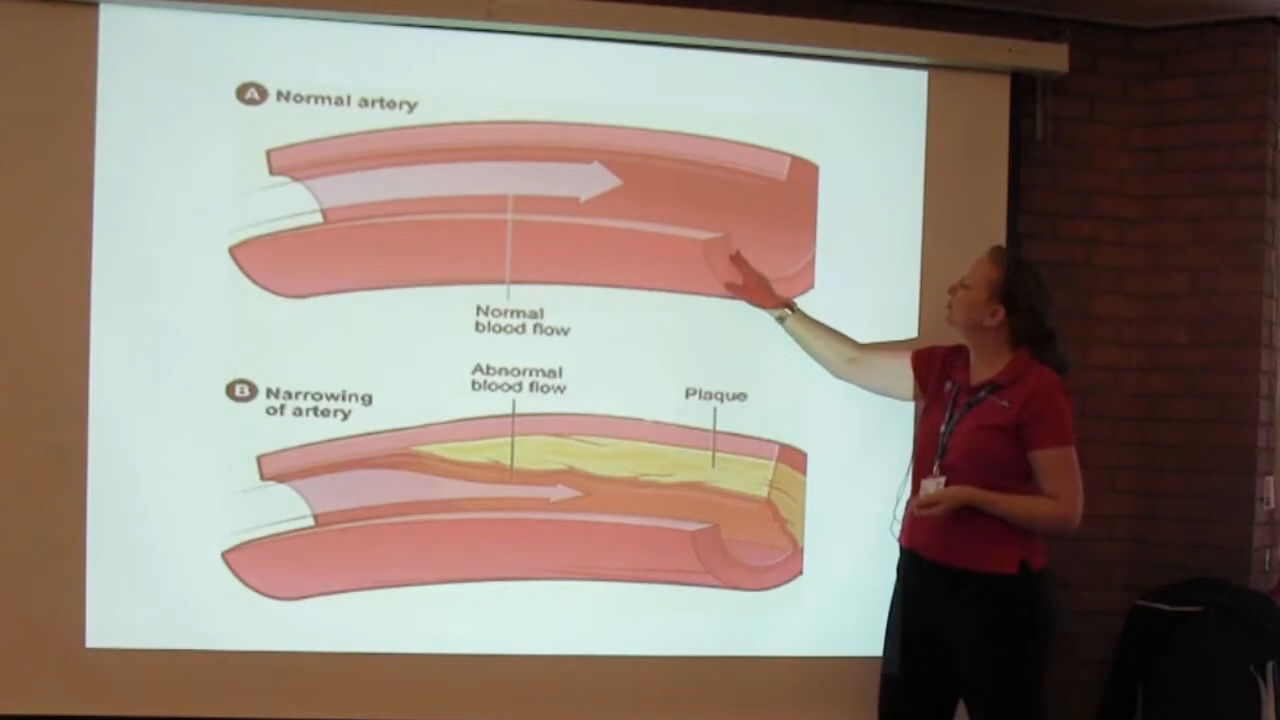 A Normal artery
Normal
blood flow
Abnormal
blood flow
Plaque
B Narrowing
of artery